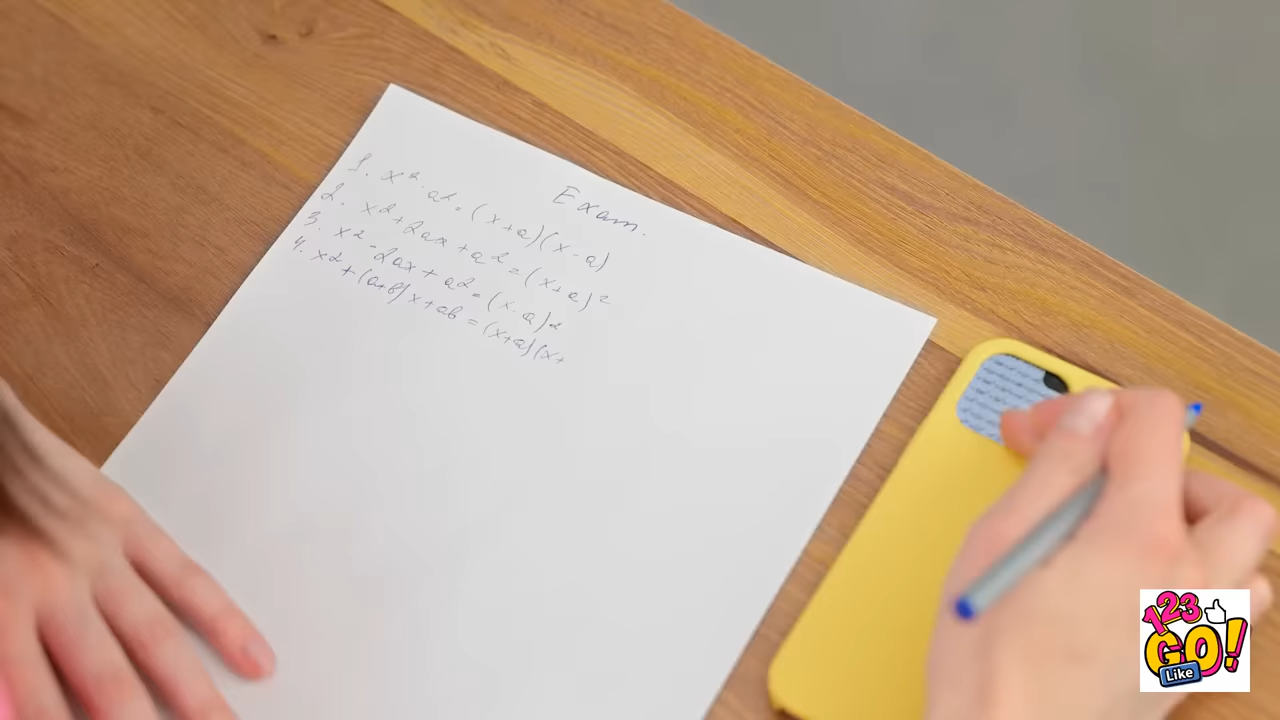 Exam.
1. x². a² = (x+a)(x-a)
2. x²+2ax+a² = (x+a)²
3. x²-2ax+a² = (x-a)²
4. x²+(a+b)x+ab = (x+a)(x+
123
GO!
Like